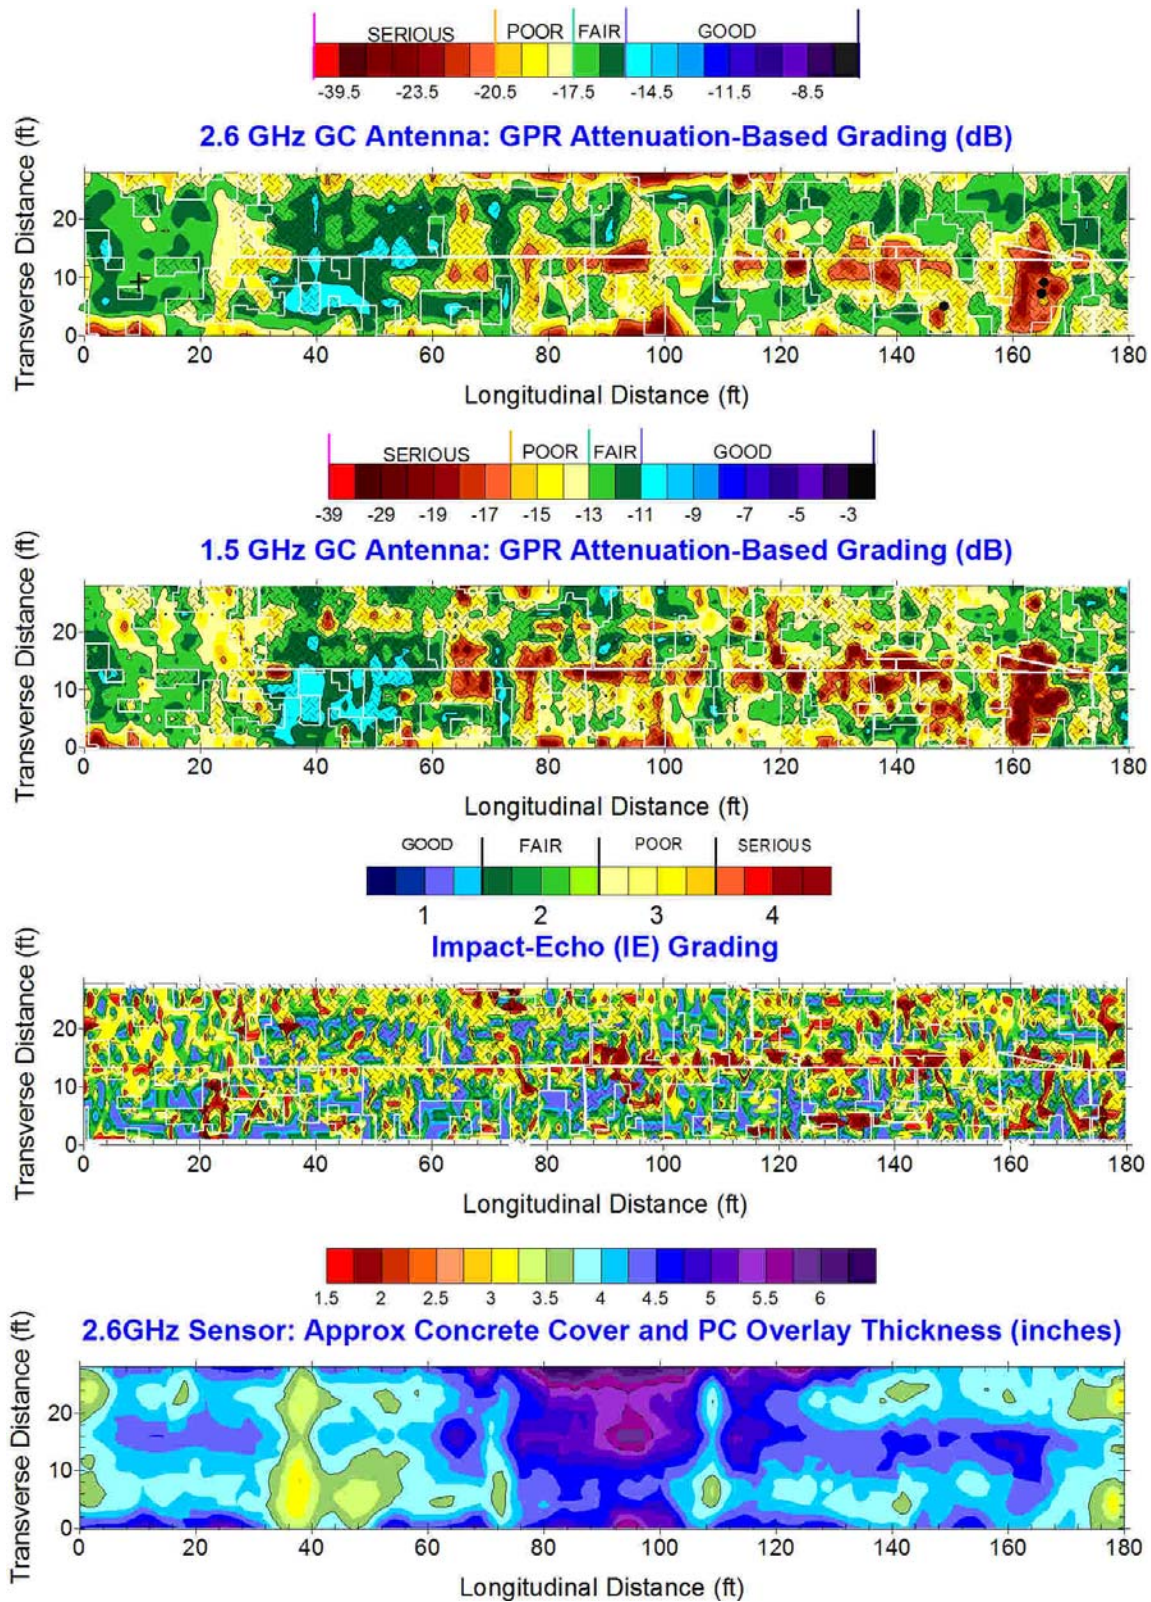 SERIOUS POOR FAIR GOOD
-39.5 -23.5 -20.5 -17.5 -14.5 -11.5 -8.5
2.6 GHz GC Antenna: GPR Attenuation-Based Grading (dB)
Transverse Distance (ft)
20
10
0
0 20 40 60 80 100 120 140 160 180
Longitudinal Distance (ft)
SERIOUS POOR FAIR GOOD
-39 -29 -19 -17 -15 -13 -11 -9 -7 -5 -3
1.5 GHz GC Antenna: GPR Attenuation-Based Grading (dB)
Transverse Distance (ft)
20
10
0
0 20 40 60 80 100 120 140 160 180
Longitudinal Distance (ft)
GOOD FAIR POOR SERIOUS
1 2 3 4
Impact-Echo (IE) Grading
Transverse Distance (ft)
20
10
0
0 20 40 60 80 100 120 140 160 180
Longitudinal Distance (ft)
1.5 2 2.5 3 3.5 4 4.5 5 5.5 6
2.6GHz Sensor: Approx Concrete Cover and PC Overlay Thickness (inches)
Transverse Distance (ft)
20
10
0
0 20 40 60 80 100 120 140 160 180
Longitudinal Distance (ft)